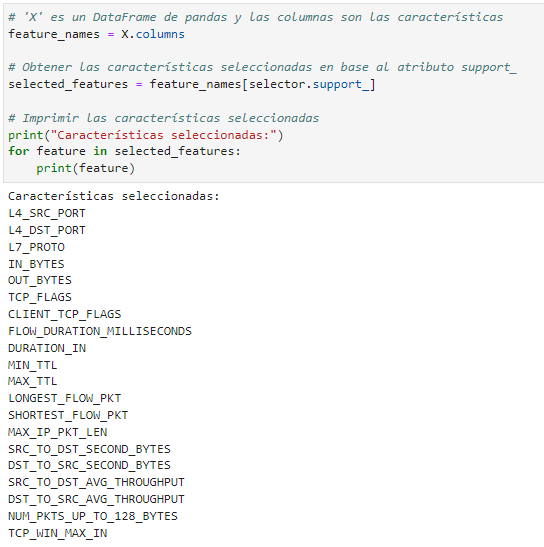 # 'X' es un DataFrame de pandas y las columnas son las características
feature_names = X.columns
# Obtener las características seleccionadas en base al atributo support_
selected_features = feature_names[selector.support_]
# Imprimir las características seleccionadas
print("Características seleccionadas:")
for feature in selected_features:
    print(feature)
Características seleccionadas:
L4_SRC_PORT
L4_DST_PORT
L7_PROTO
IN_BYTES
OUT_BYTES
TCP_FLAGS
CLIENT_TCP_FLAGS
FLOW_DURATION_MILLISECONDS
DURATION_IN
MIN_TTL
MAX_TTL
LONGEST_FLOW_PKT
SHORTEST_FLOW_PKT
MAX_IP_PKT_LEN
SRC_TO_DST_SECOND_BYTES
DST_TO_SRC_SECOND_BYTES
SRC_TO_DST_AVG_THROUGHPUT
DST_TO_SRC_AVG_THROUGHPUT
NUM_PKTS_UP_TO_128_BYTES
TCP_WIN_MAX_IN